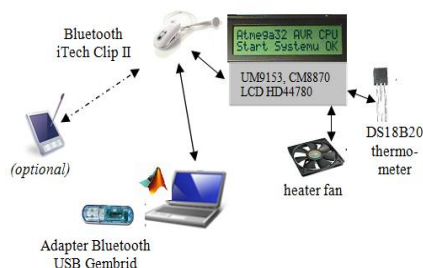 Bluetooth
iTech Clip II
Atmega32 AVR CPU
Start Systemu OK
UM9153, CM8870
LCD HD44780
DS18B20
thermo-
meter
(optional)
heater fan
Adapter Bluetooth
USB Gembrid